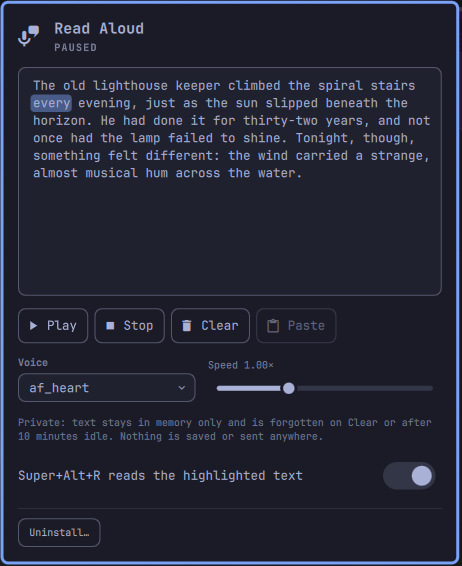 Read Aloud
PAUSED
The old lighthouse keeper climbed the spiral stairs
every evening, just as the sun slipped beneath the
horizon. He had done it for thirty-two years, and not
once had the lamp failed to shine. Tonight, though,
something felt different: the wind carried a strange,
almost musical hum across the water.
Play
Stop
Clear
Paste
Voice
Speed 1.00×
af_heart
Private: text stays in memory only and is forgotten on Clear or after
10 minutes idle. Nothing is saved or sent anywhere.
Super+Alt+R reads the highlighted text
Uninstall…